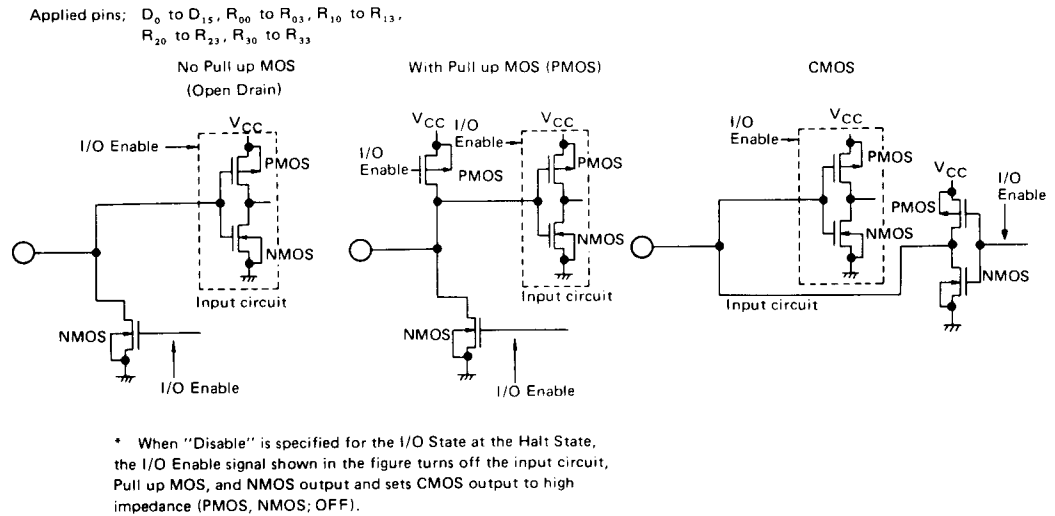 Applied pins; D₀ to D₁₅, R₀₀ to R₀₃, R₁₀ to R₁₃,
R₂₀ to R₂₃, R₃₀ to R₃₃
No Pull up MOS
(Open Drain)
VCC
I/O Enable
PMOS
NMOS
Input circuit
NMOS
I/O Enable
With Pull up MOS (PMOS)
VCC
I/O
Enable
VCC
I/O
Enable
PMOS
PMOS
NMOS
Input circuit
NMOS
I/O Enable
CMOS
I/O
Enable
VCC
PMOS
NMOS
Input circuit
VCC
PMOS
I/O
Enable
NMOS
* When "Disable" is specified for the I/O State at the Halt State,
the I/O Enable signal shown in the figure turns off the input circuit,
Pull up MOS, and NMOS output and sets CMOS output to high
impedance (PMOS, NMOS; OFF).